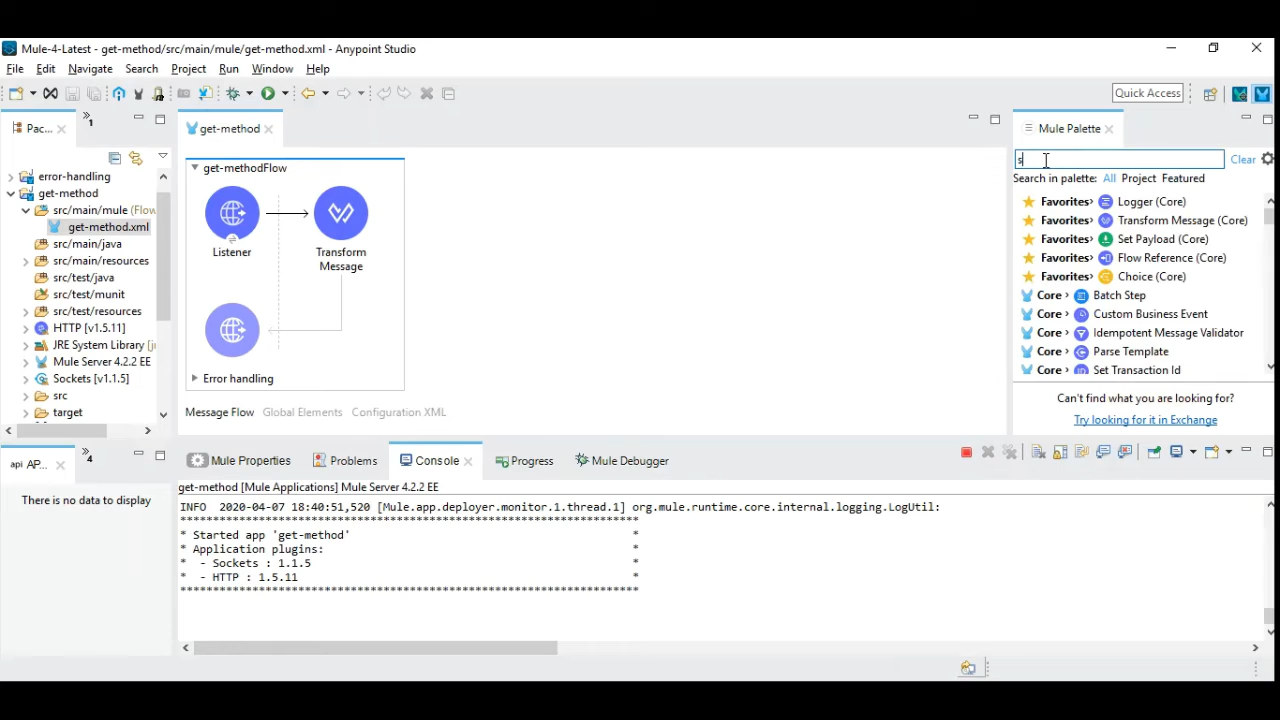 Mule-4-Latest - get-method/src/main/mule/get-method.xml - Anypoint Studio
File Edit Navigate Search Project Run Window Help
Quick Access
Pac...
»1
get-method
Mule Palette
s
Clear
Search in palette: All Project Featured
error-handling
get-method
src/main/mule (Flow
get-method.xml
src/main/java
src/main/resources
src/test/java
src/test/munit
src/test/resources
HTTP [v1.5.11]
JRE System Library [
Mule Server 4.2.2 EE
Sockets [v1.1.5]
src
target
get-methodFlow
Listener
Transform
Message
Error handling
Message Flow Global Elements Configuration XML
Favorites> Logger (Core)
Favorites> Transform Message (Core)
Favorites> Set Payload (Core)
Favorites> Flow Reference (Core)
Favorites> Choice (Core)
Core > Batch Step
Core > Custom Business Event
Core > Idempotent Message Validator
Core > Parse Template
Core > Set Transaction Id
Can't find what you are looking for?
Try looking for it in Exchange
api AP...
»4
There is no data to display
Mule Properties Problems Console Progress Mule Debugger
get-method [Mule Applications] Mule Server 4.2.2 EE
INFO 2020-04-07 18:40:51,520 [Mule.app.deployer.monitor.1.thread.1] org.mule.runtime.core.internal.logging.LogUtil:
**********************************************************************
* Started app 'get-method' *
* Application plugins: *
* - Sockets : 1.1.5 *
* - HTTP : 1.5.11 *
**********************************************************************